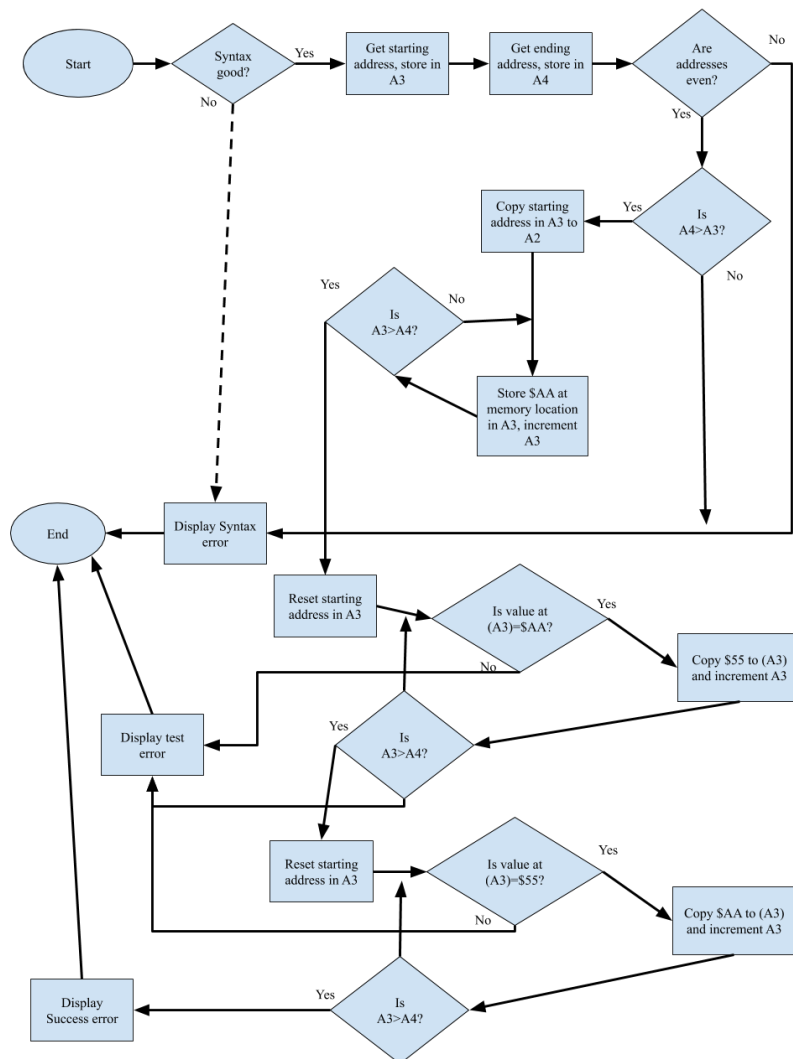 Start
Syntax
good?
Yes
No
Get starting
address, store in
A3
Get ending
address, store in
A4
Are
addresses
even?
No
Yes
Is
A4>A3?
Yes
No
Copy starting
address in A3 to
A2
Is
A3>A4?
Yes
No
Store $AA at
memory location
in A3, increment
A3
End
Display Syntax
error
Reset starting
address in A3
Is value at
(A3)=$AA?
Yes
No
Copy $55 to (A3)
and increment A3
Display test
error
Yes
Is
A3>A4?
Reset starting
address in A3
Is value at
(A3)=$55?
Yes
No
Copy $AA to (A3)
and increment A3
Display
Success error
Yes
Is
A3>A4?